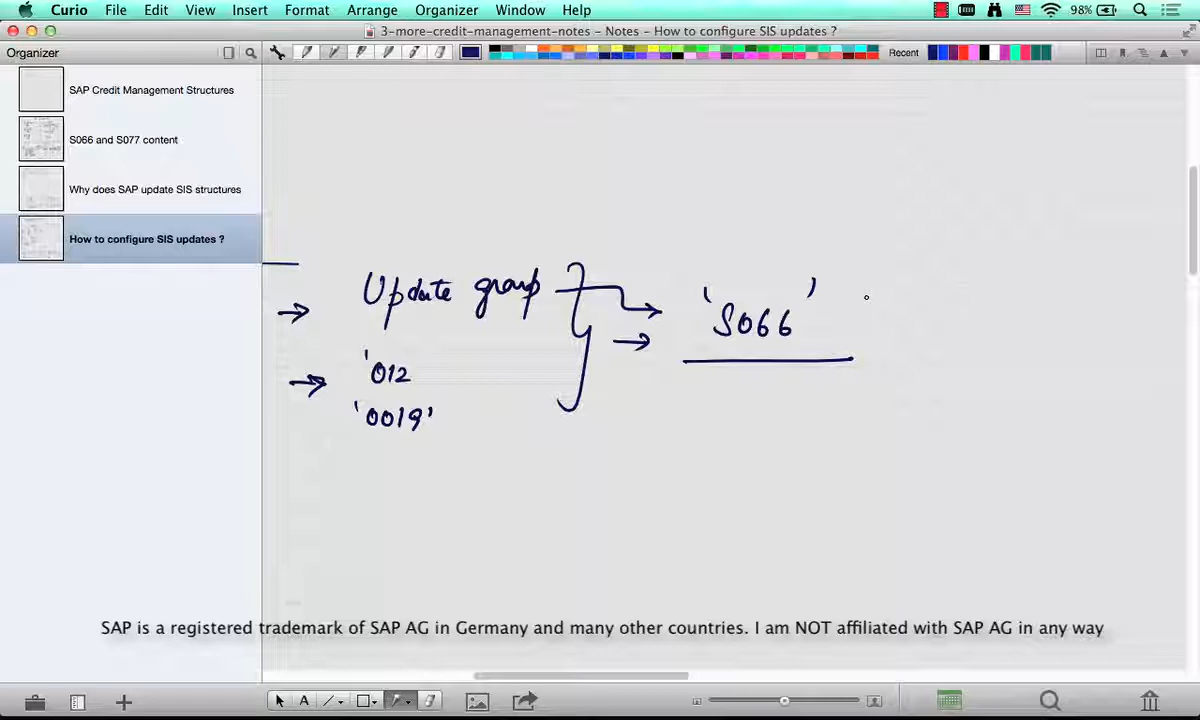 Curio File Edit View Insert Format Arrange Organizer Window Help 98%
3-more-credit-management-notes – Notes – How to configure SIS updates ?
Organizer
Recent
SAP Credit Management Structures
S066 and S077 content
Why does SAP update SIS structures
How to configure SIS updates ?
Update group
'S066'
'012
'0019'
SAP is a registered trademark of SAP AG in Germany and many other countries. I am NOT affiliated with SAP AG in any way
A